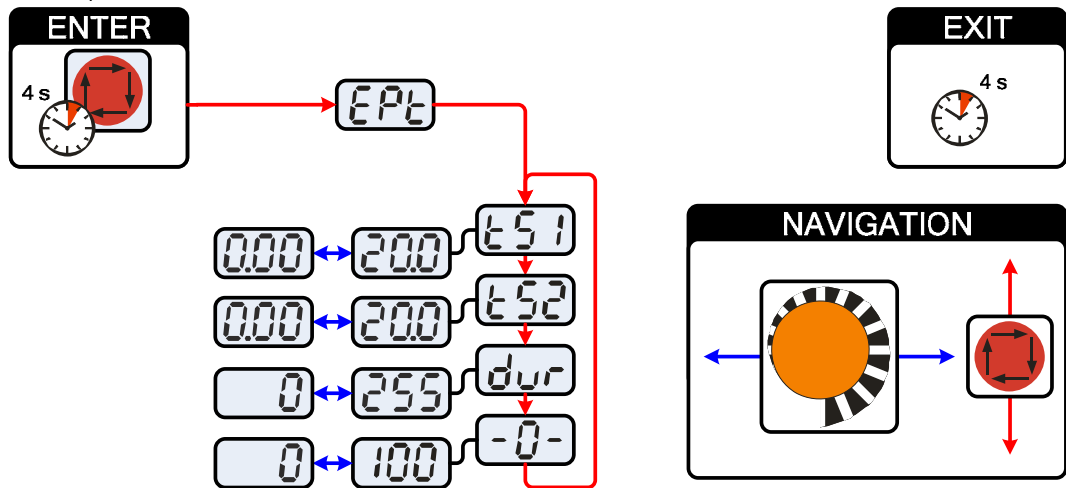 ENTER
EXIT
4 s
4 s
EPt
tS1
0.00
20.0
NAVIGATION
tS2
0.00
20.0
dur
0
255
-0-
0
100